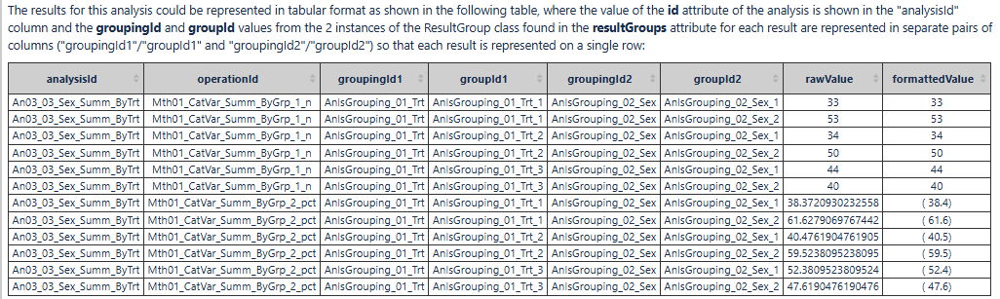 The results for this analysis could be represented in tabular format as shown in the following table, where the value of the id attribute of the analysis is shown in the "analysisId"
column and the groupingId and groupId values from the 2 instances of the ResultGroup class found in the resultGroups attribute for each result are represented in separate pairs of
columns ("groupingId1"/"groupId1" and "groupingId2"/"groupId2") so that each result is represented on a single row:
analysisId operationId groupingId1 groupId1 groupingId2 groupID2 rawValue formattedValue
An03_03_Sex_Summ_ByTrt Mth01_CatVar_Summ_ByGrp_1_n AnlsGrouping_01_Trt AnlsGrouping_01_Trt_1 AnlsGrouping_02_Sex AnlsGrouping_02_Sex_1 33 33
An03_03_Sex_Summ_ByTrt Mth01_CatVar_Summ_ByGrp_1_n AnlsGrouping_01_Trt AnlsGrouping_01_Trt_1 AnlsGrouping_02_Sex AnlsGrouping_02_Sex_2 53 53
An03_03_Sex_Summ_ByTrt Mth01_CatVar_Summ_ByGrp_1_n AnlsGrouping_01_Trt AnlsGrouping_01_Trt_2 AnlsGrouping_02_Sex AnlsGrouping_02_Sex_1 34 34
An03_03_Sex_Summ_ByTrt Mth01_CatVar_Summ_ByGrp_1_n AnlsGrouping_01_Trt AnlsGrouping_01_Trt_2 AnlsGrouping_02_Sex AnlsGrouping_02_Sex_2 50 50
An03_03_Sex_Summ_ByTrt Mth01_CatVar_Summ_ByGrp_1_n AnlsGrouping_01_Trt AnlsGrouping_01_Trt_3 AnlsGrouping_02_Sex AnlsGrouping_02_Sex_1 44 44
An03_03_Sex_Summ_ByTrt Mth01_CatVar_Summ_ByGrp_1_n AnlsGrouping_01_Trt AnlsGrouping_01_Trt_3 AnlsGrouping_02_Sex AnlsGrouping_02_Sex_2 40 40
An03_03_Sex_Summ_ByTrt Mth01_CatVar_Summ_ByGrp_2_pct AnlsGrouping_01_Trt AnlsGrouping_01_Trt_1 AnlsGrouping_02_Sex AnlsGrouping_02_Sex_1 38.3720930232558 ( 38.4)
An03_03_Sex_Summ_ByTrt Mth01_CatVar_Summ_ByGrp_2_pct AnlsGrouping_01_Trt AnlsGrouping_01_Trt_1 AnlsGrouping_02_Sex AnlsGrouping_02_Sex_2 61.6279069767442 ( 61.6)
An03_03_Sex_Summ_ByTrt Mth01_CatVar_Summ_ByGrp_2_pct AnlsGrouping_01_Trt AnlsGrouping_01_Trt_2 AnlsGrouping_02_Sex AnlsGrouping_02_Sex_1 40.4761904761905 ( 40.5)
An03_03_Sex_Summ_ByTrt Mth01_CatVar_Summ_ByGrp_2_pct AnlsGrouping_01_Trt AnlsGrouping_01_Trt_2 AnlsGrouping_02_Sex AnlsGrouping_02_Sex_2 59.5238095238095 ( 59.5)
An03_03_Sex_Summ_ByTrt Mth01_CatVar_Summ_ByGrp_2_pct AnlsGrouping_01_Trt AnlsGrouping_01_Trt_3 AnlsGrouping_02_Sex AnlsGrouping_02_Sex_1 52.3809523809524 ( 52.4)
An03_03_Sex_Summ_ByTrt Mth01_CatVar_Summ_ByGrp_2_pct AnlsGrouping_01_Trt AnlsGrouping_01_Trt_3 AnlsGrouping_02_Sex AnlsGrouping_02_Sex_2 47.6190476190476 ( 47.6)